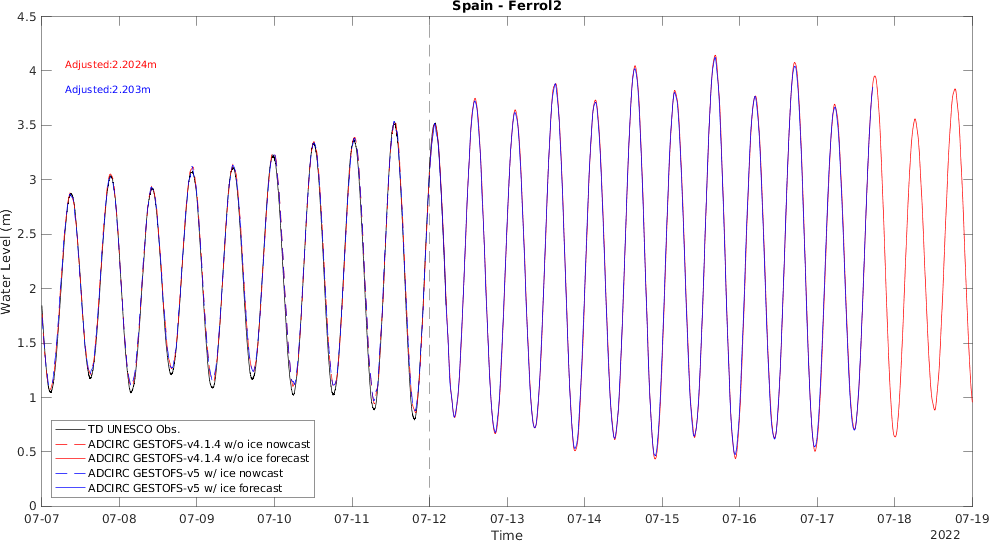 Spain - Ferrol2
4.5
4
3.5
3
2.5
2
1.5
1
0.5
0
Water Level (m)
Adjusted:2.2024m
Adjusted:2.203m
TD UNESCO Obs.
ADCIRC GESTOFS-v4.1.4 w/o ice nowcast
ADCIRC GESTOFS-v4.1.4 w/o ice forecast
ADCIRC GESTOFS-v5 w/ ice nowcast
ADCIRC GESTOFS-v5 w/ ice forecast
07-07 07-08 07-09 07-10 07-11 07-12 07-13 07-14 07-15 07-16 07-17 07-18 07-19
Time
2022